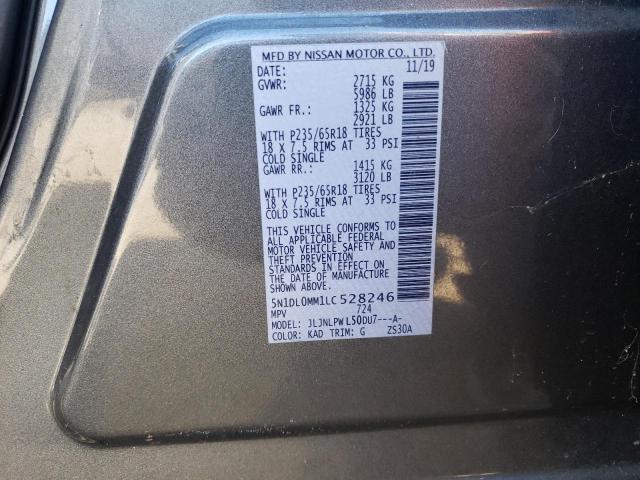 MFD BY NISSAN MOTOR CO., LTD.
DATE: 11/19
GVWR: 2715 KG
5986 LB
GAWR FR.: 1325 KG
2921 LB
WITH P235/65R18 TIRES
18 X 7.5 RIMS AT 33 PSI
COLD SINGLE
GAWR RR.: 1415 KG
3120 LB
WITH P235/65R18 TIRES
18 X 7.5 RIMS AT 33 PSI
COLD SINGLE
THIS VEHICLE CONFORMS TO
ALL APPLICABLE FEDERAL
MOTOR VEHICLE SAFETY AND
THEFT PREVENTION
STANDARDS IN EFFECT ON
THE DATE OF MANUFACTURE
SHOWN ABOVE
5N1DL0MM1LC528246
MPV 724
MODEL: JLJNLPW L50DU7---A-
COLOR: KAD TRIM: G ZS30A